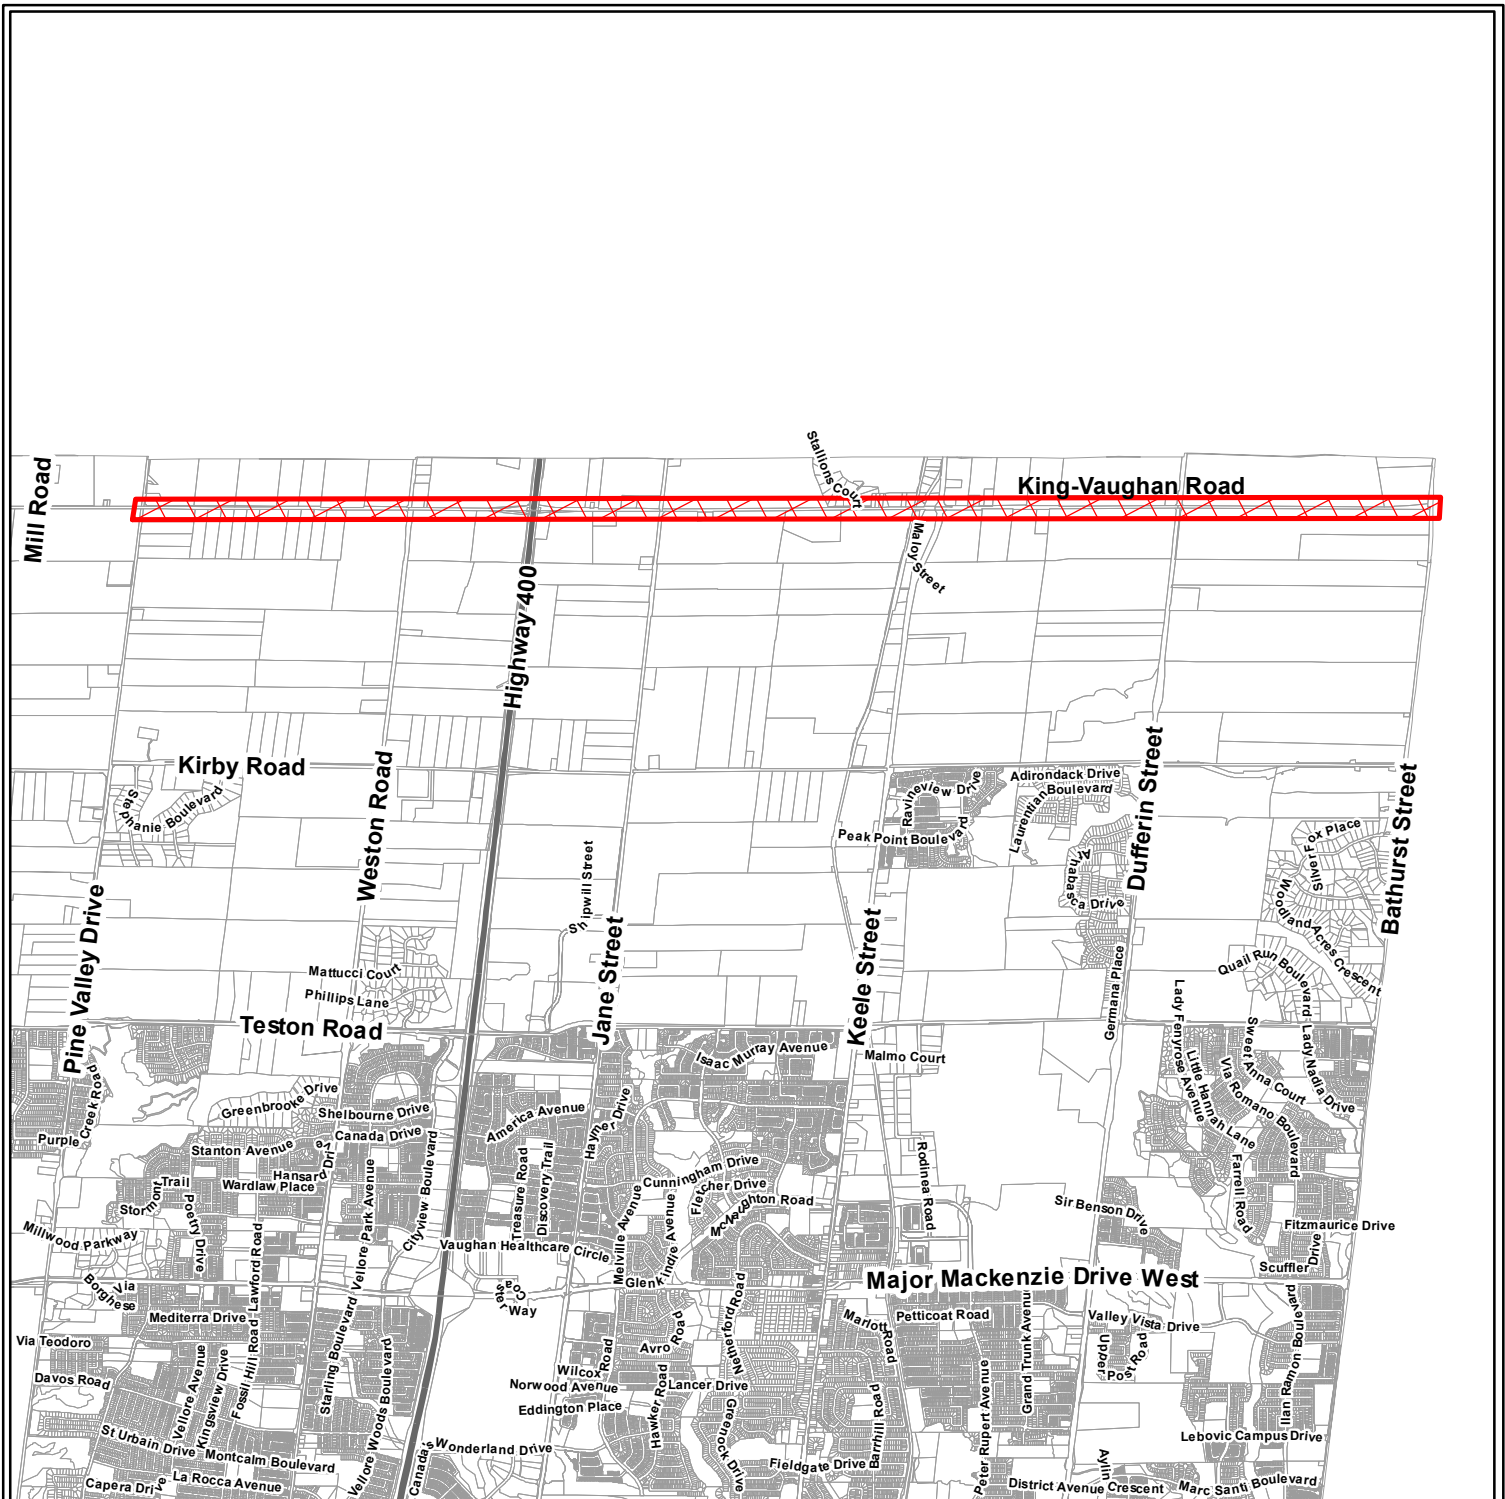 Stallions Court
King-Vaughan Road
Mill Road
Maloy Street
Highway 400
Kirby Road
Stephanie Boulevard
Weston Road
Ravineview Drive
Adirondack Drive
Laurentian Boulevard
Peak Point Boulevard
Dufferin Street
Athabasca Drive
Silver Fox Place
Bathurst Street
Woodland Acres Crescent
Shipwill Street
Jane Street
Keele Street
Pine Valley Drive
Mattucci Court
Phillips Lane
Germana Place
Quail Run Boulevard
Teston Road
Isaac Murray Avenue
Malmo Court
Lady Fenyrose Avenue
Little Hannah Lane
Sweet Anna Court
Via Romano Boulevard
Lady Nadia Drive
Purple Creek Road
Greenbrooke Drive
Shelbourne Drive
Canada Drive
America Avenue
Haymer Drive
Stanton Avenue
Hansard Drive
Wardlaw Place
Stormont Trail
Poetry Drive
Vellore Park Avenue
Cityview Boulevard
Treasure Road
Discovery Trail
Cunningham Drive
Fletcher Drive
McNaughton Road
Rodinea Road
Sir Benson Drive
Farrell Road
Fitzmaurice Drive
Scuffler Drive
Millwood Parkway
Lawford Road
Vaughan Healthcare Circle
Melville Avenue
Glenkindie Avenue
Major Mackenzie Drive West
Via Borghese
Coaster Way
Mediterra Drive
Via Teodoro
Davos Road
Vellore Avenue
Kingsview Drive
Fossil Hill Road
Starling Boulevard
Vellore Woods Boulevard
Wilcox Road
Norwood Avenue
Eddington Place
Avro Road
Netherford Road
Lancer Drive
Hawker Road
Greenock Drive
Marlott Road
Petticoat Road
Grand Trunk Avenue
Valley Vista Drive
Upper Post Road
Ilan Ramon Boulevard
Barrhill Road
Peter Rupert Avenue
Lebovic Campus Drive
St Urbain Drive
Montcalm Boulevard
La Rocca Avenue
Capera Drive
Canada's Wonderland Drive
Fieldgate Drive
Aylin Crescent
District Avenue
Marc Santi Boulevard